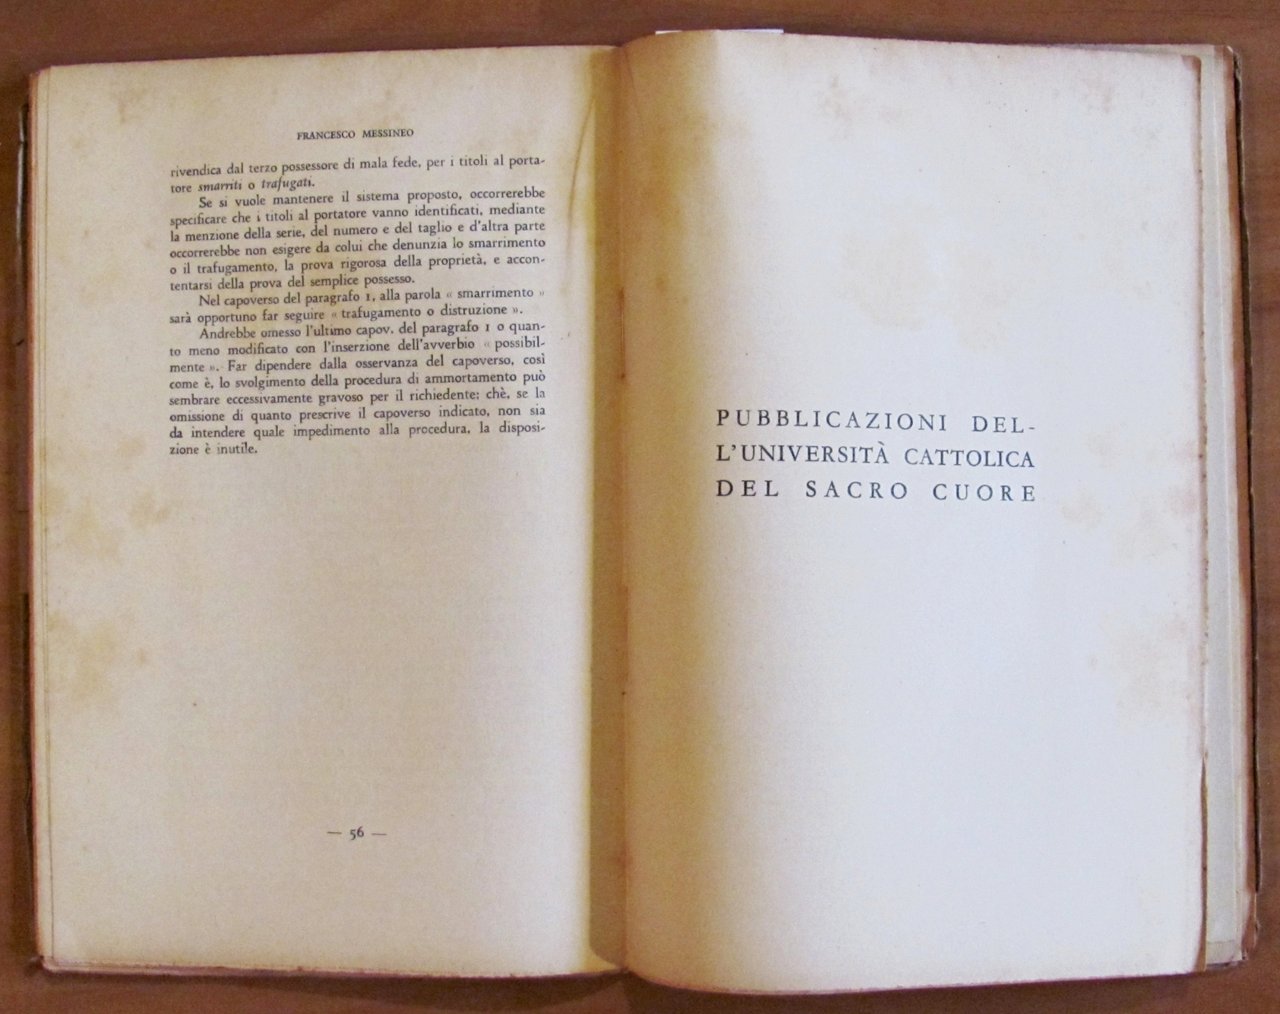 FRANCESCO MESSINEO
rivendica dal terzo possessore di mala fede, per i titoli al porta-
tore smarriti o trafugati.
Se si vuole mantenere il sistema proposto, occorrerebbe
specificare che i titoli al portatore vanno identificati, mediante
la menzione della serie, del numero e del taglio e d'altra parte
occorrerebbe non esigere da colui che denunzia lo smarrimento
o il trafugamento, la prova rigorosa della proprietà, e accon-
tentarsi della prova del semplice possesso.
Nel capoverso del paragrafo 1, alla parola « smarrimento »
sarà opportuno far seguire « trafugamento o distruzione ».
Andrebbe omesso l'ultimo capov. del paragrafo 1 o quan-
to meno modificato con l'inserzione dell'avverbio « possibil-
mente ». Far dipendere dalla osservanza del capoverso, così
come è, lo svolgimento della procedura di ammortamento può
sembrare eccessivamente gravoso per il richiedente; chè, se la
omissione di quanto prescrive il capoverso indicato, non sia
da intendere quale impedimento alla procedura, la disposi-
zione è inutile.
— 56 —
PUBBLICAZIONI DEL-
L'UNIVERSITÀ CATTOLICA
DEL SACRO CUORE